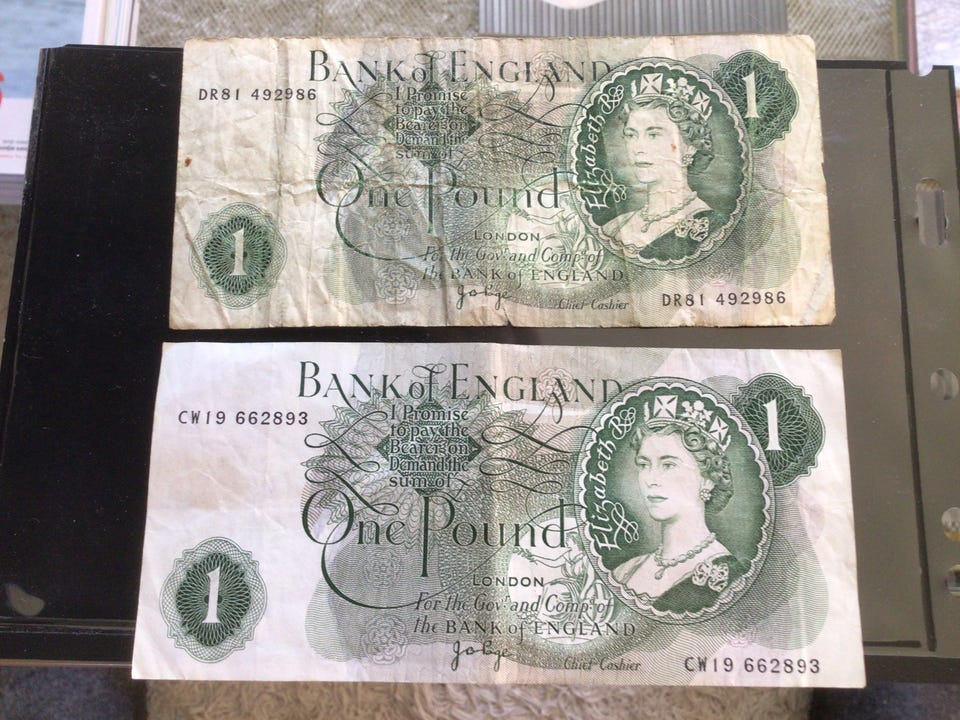 BANK of ENGLAND
DR81 492986
1
I Promise
to pay the
Bearer on
Demand the
sum of
One Pound
Elizabeth R
1
LONDON
For the Govr and Compa of
the BANK of ENGLAND
Chief Cashier
DR81 492986
BANK of ENGLAND
CW19 662893
1
I Promise
to pay the
Bearer on
Demand the
sum of
One Pound
Elizabeth R
1
LONDON
For the Govr and Compa of
the BANK of ENGLAND
Chief Cashier
CW19 662893